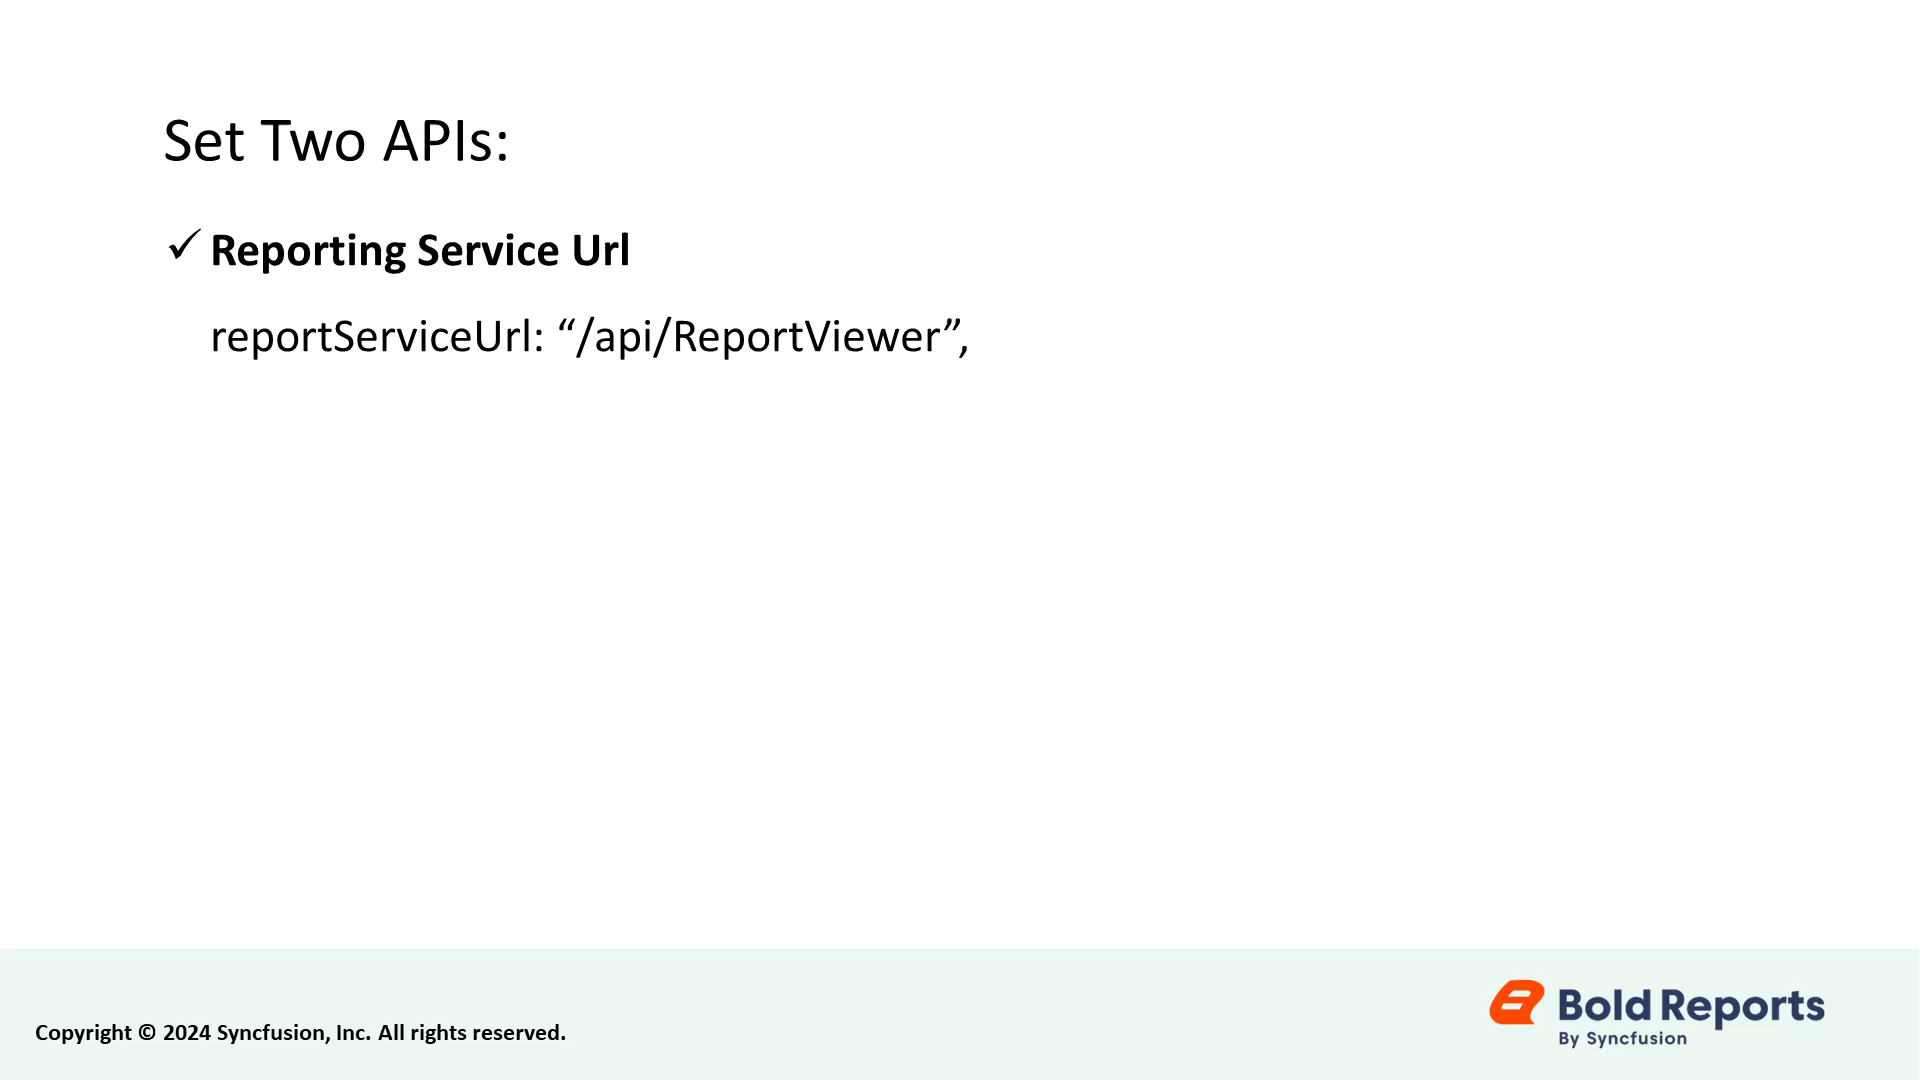 Set Two APIs:
✓ Reporting Service Url
reportServiceUrl: “/api/ReportViewer”,
Copyright © 2024 Syncfusion, Inc. All rights reserved.
Bold Reports
By Syncfusion